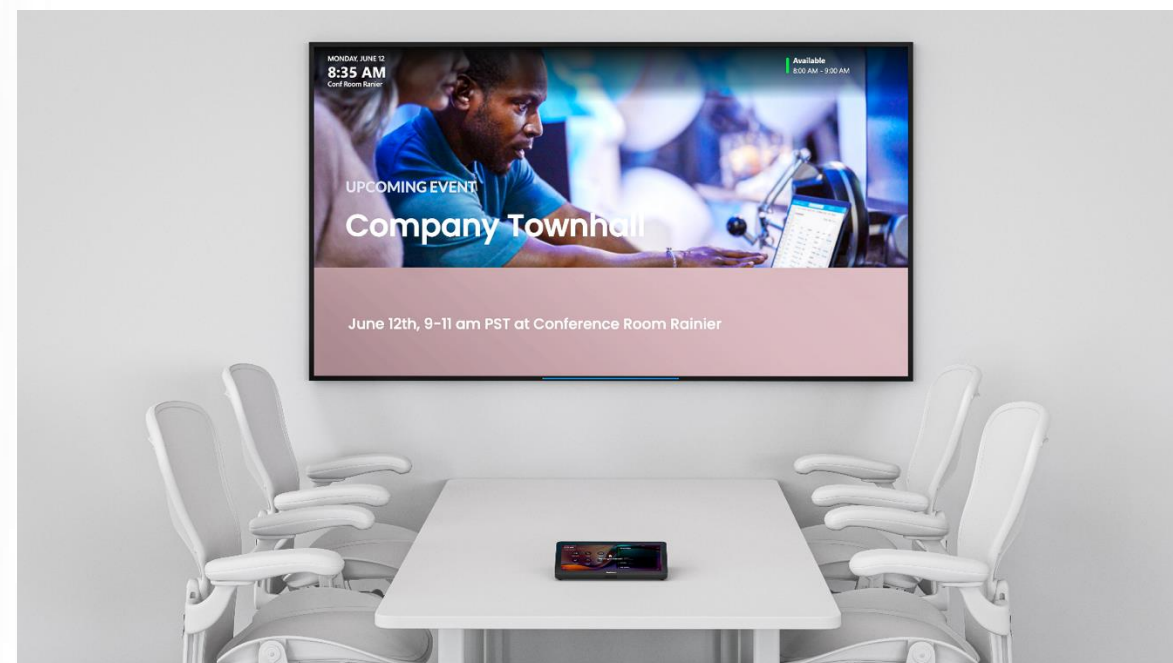 MONDAY, JUNE 12
8:35 AM
Conf Room Ranier
Available
8:00 AM - 9:00 AM
UPCOMING EVENT
Company Townhall
June 12th, 9-11 am PST at Conference Room Rainier